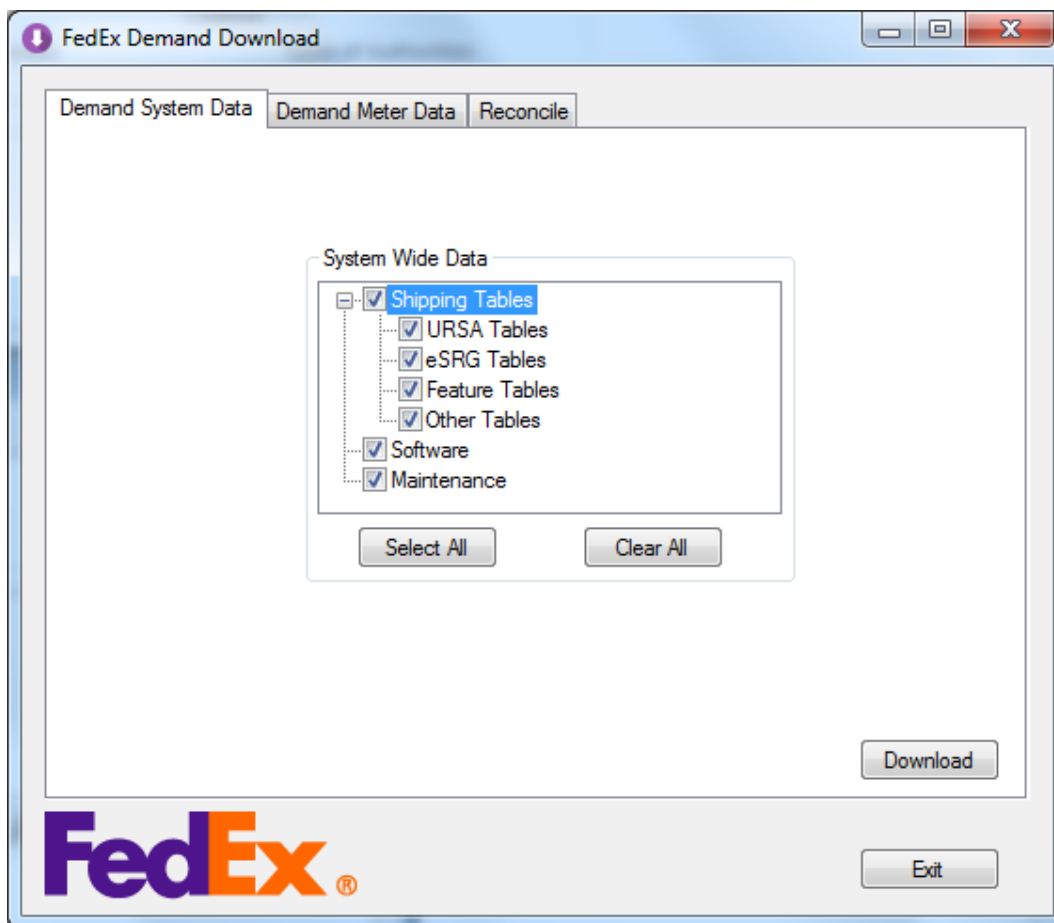 FedEx Demand Download
Demand System Data Demand Meter Data Reconcile
System Wide Data
Shipping Tables
URSA Tables
eSRG Tables
Feature Tables
Other Tables
Software
Maintenance
Select All Clear All
Download
FedEx®
Exit